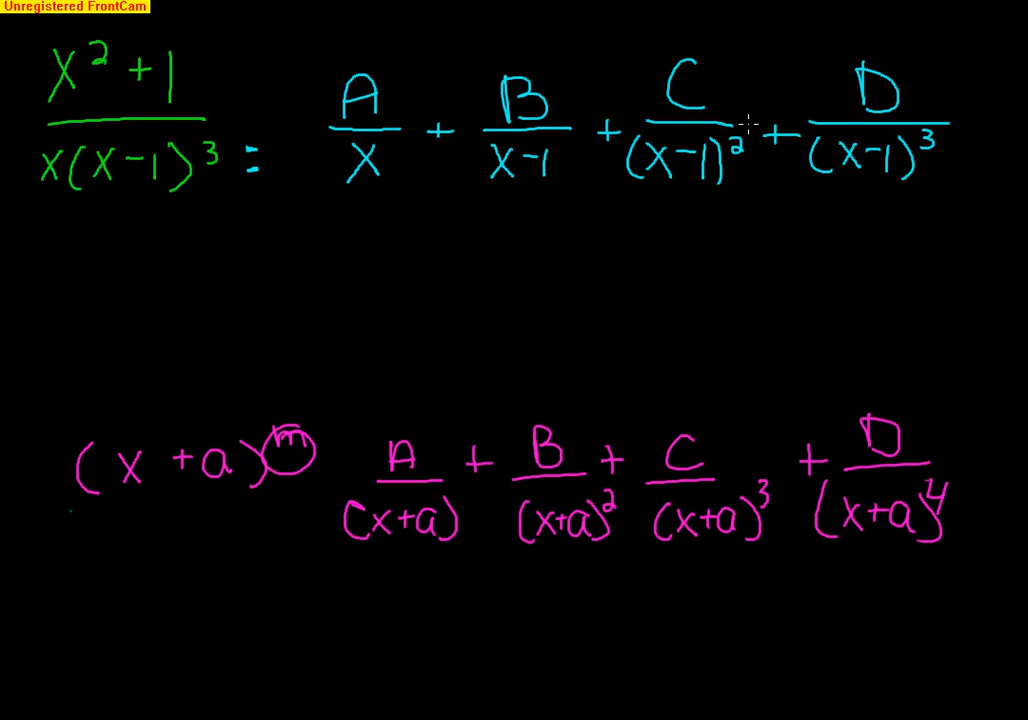 Unregistered FrontCam
x² + 1 / x(x-1)³ = A/x + B/x-1 + C/(x-1)² + D/(x-1)³
(x+a)ᵐ A/(x+a) + B/(x+a)² + C/(x+a)³ + D/(x+a)⁴